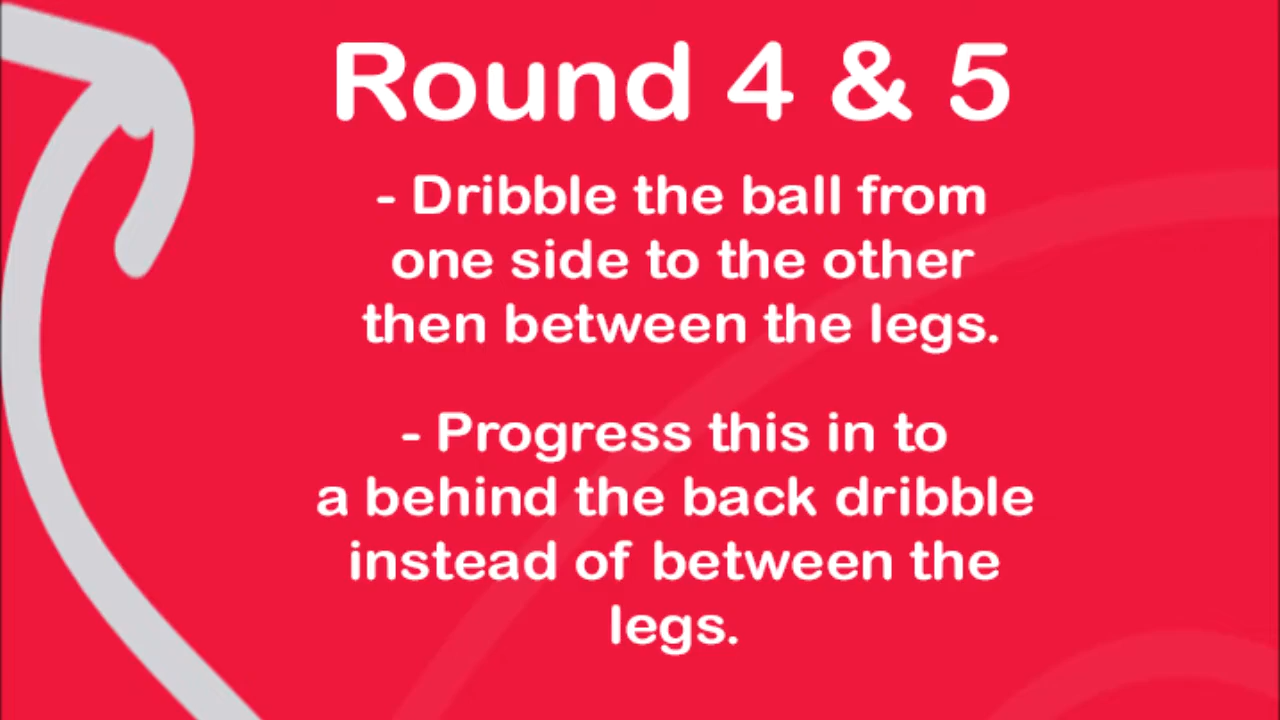 Round 4 & 5
- Dribble the ball from
one side to the other
then between the legs.
- Progress this in to
a behind the back dribble
instead of between the
legs.